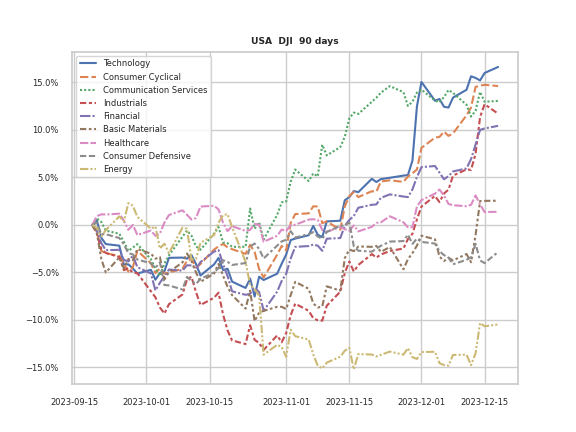 USA  DJI  90 days
Technology
Consumer Cyclical
Communication Services
Industrials
Financial
Basic Materials
Healthcare
Consumer Defensive
Energy
15.0%
10.0%
5.0%
0.0%
−5.0%
−10.0%
−15.0%
2023-09-15 2023-10-01 2023-10-15 2023-11-01 2023-11-15 2023-12-01 2023-12-15